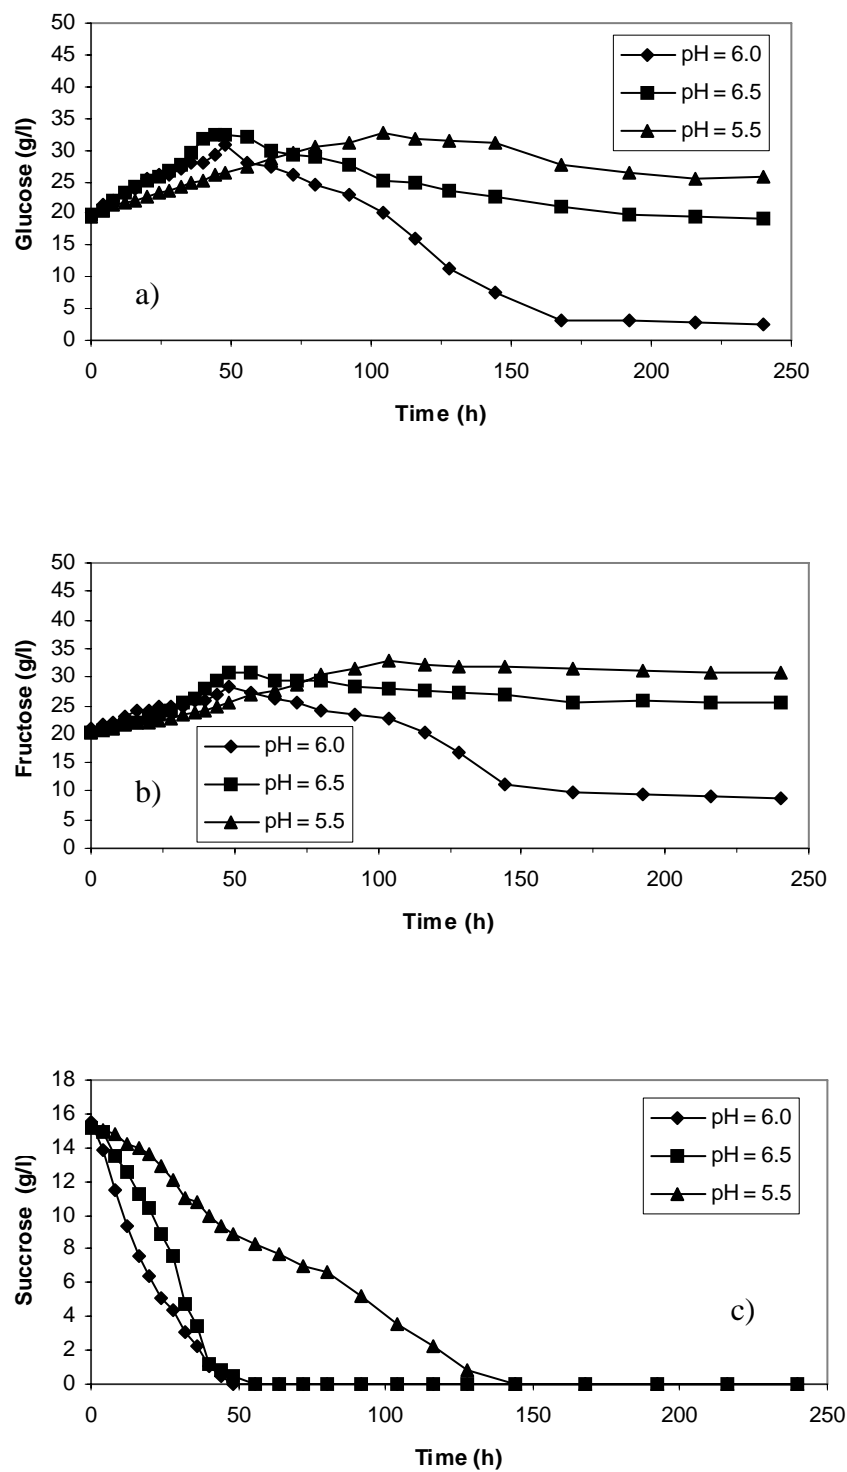 50
45
40
35
30
25
20
15
10
5
0
Glucose (g/l)
pH = 6.0
pH = 6.5
pH = 5.5
a)
0 50 100 150 200 250
Time (h)
50
45
40
35
30
25
20
15
10
5
0
Fructose (g/l)
pH = 6.0
pH = 6.5
pH = 5.5
b)
0 50 100 150 200 250
Time (h)
18
16
14
12
10
8
6
4
2
0
Succrose (g/l)
pH = 6.0
pH = 6.5
pH = 5.5
c)
0 50 100 150 200 250
Time (h)